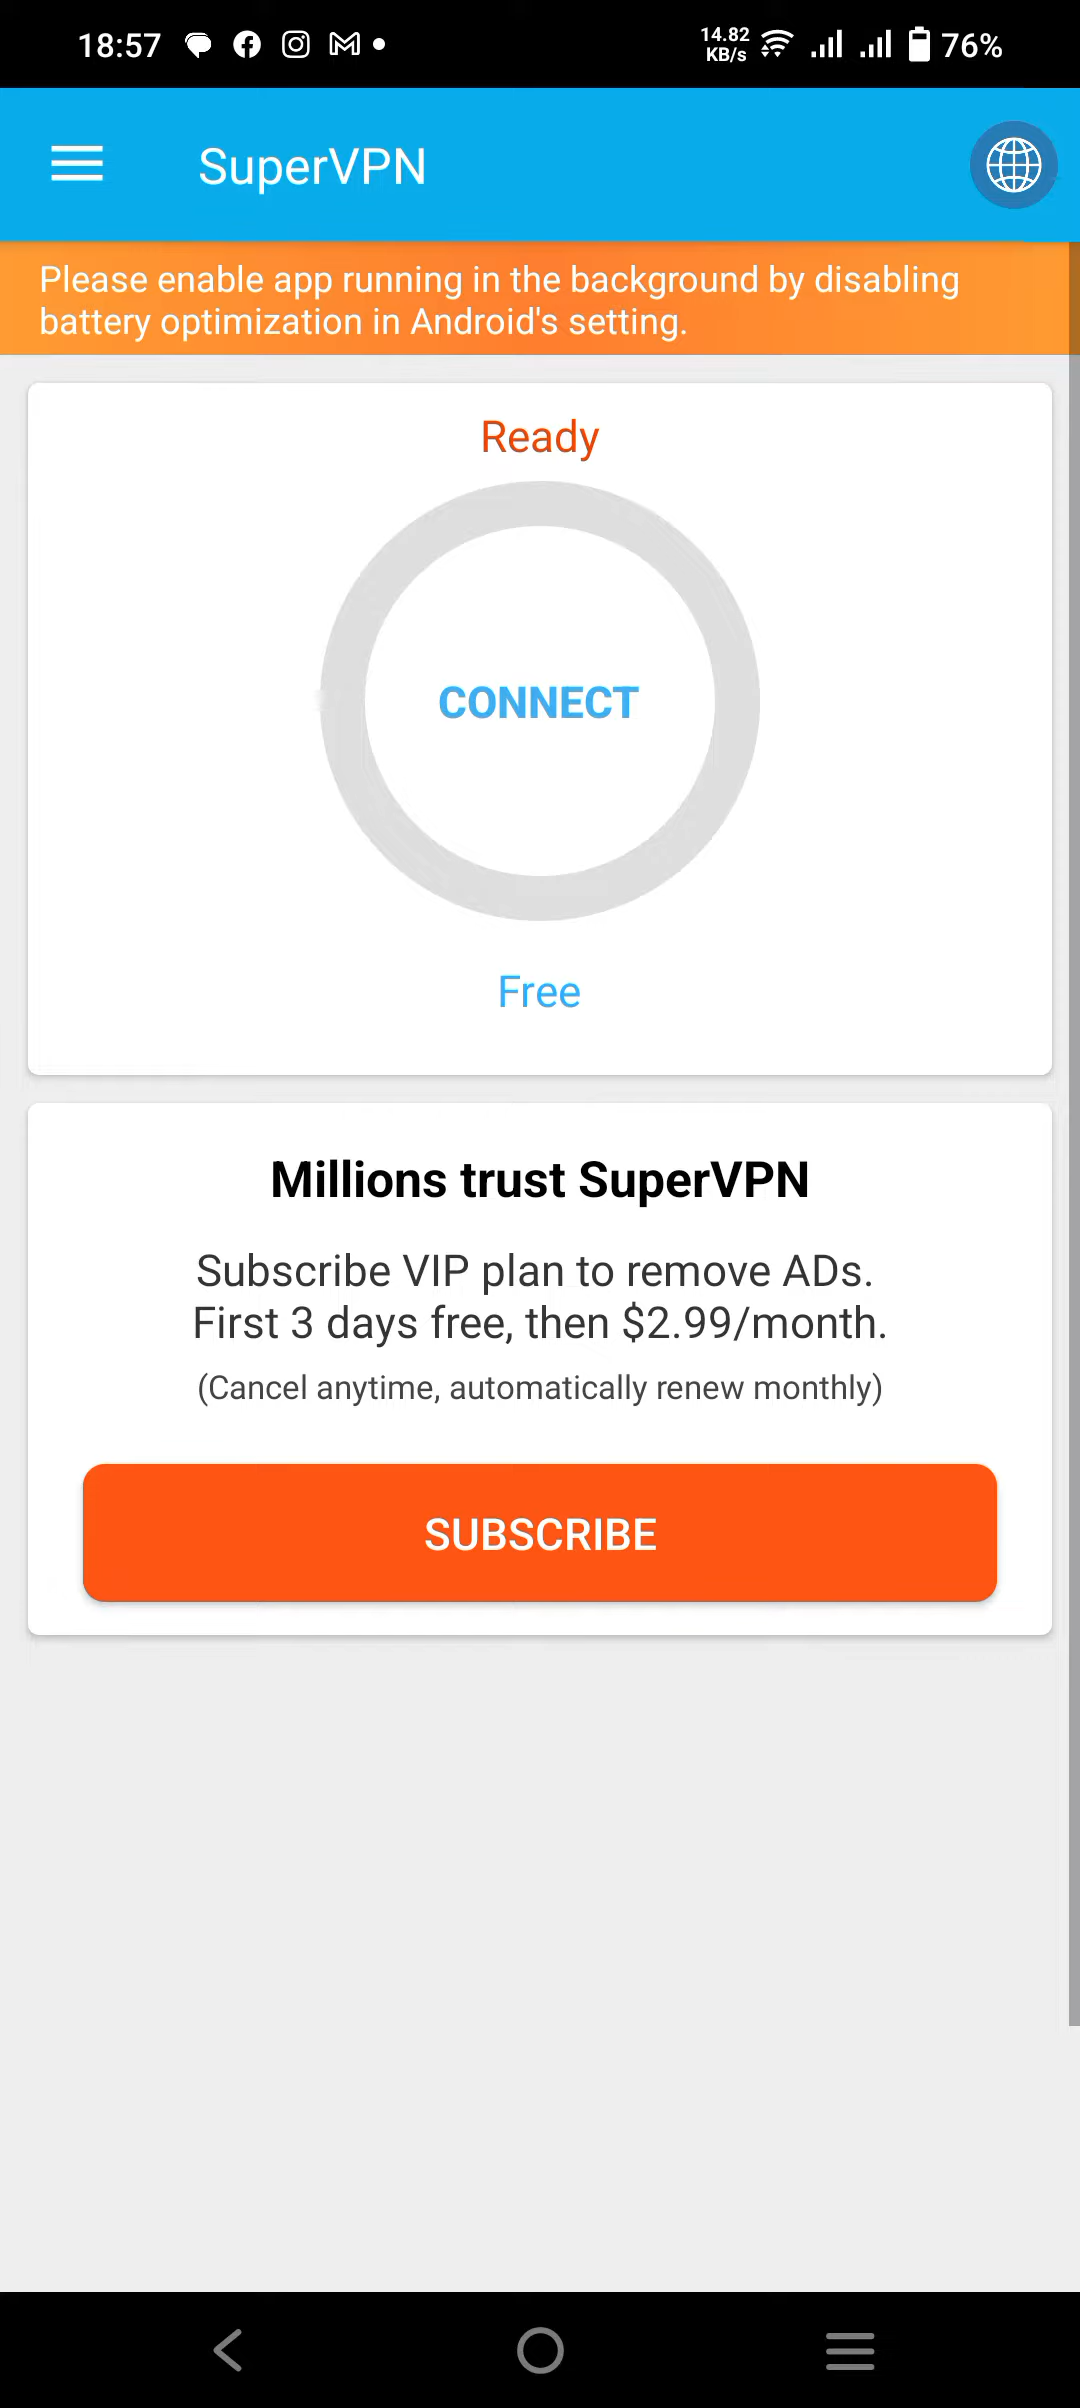 18:57
14.82
KB/s
76%
SuperVPN
Please enable app running in the background by disabling
battery optimization in Android's setting.
Ready
CONNECT
Free
Millions trust SuperVPN
Subscribe VIP plan to remove ADs.
First 3 days free, then $2.99/month.
(Cancel anytime, automatically renew monthly)
SUBSCRIBE